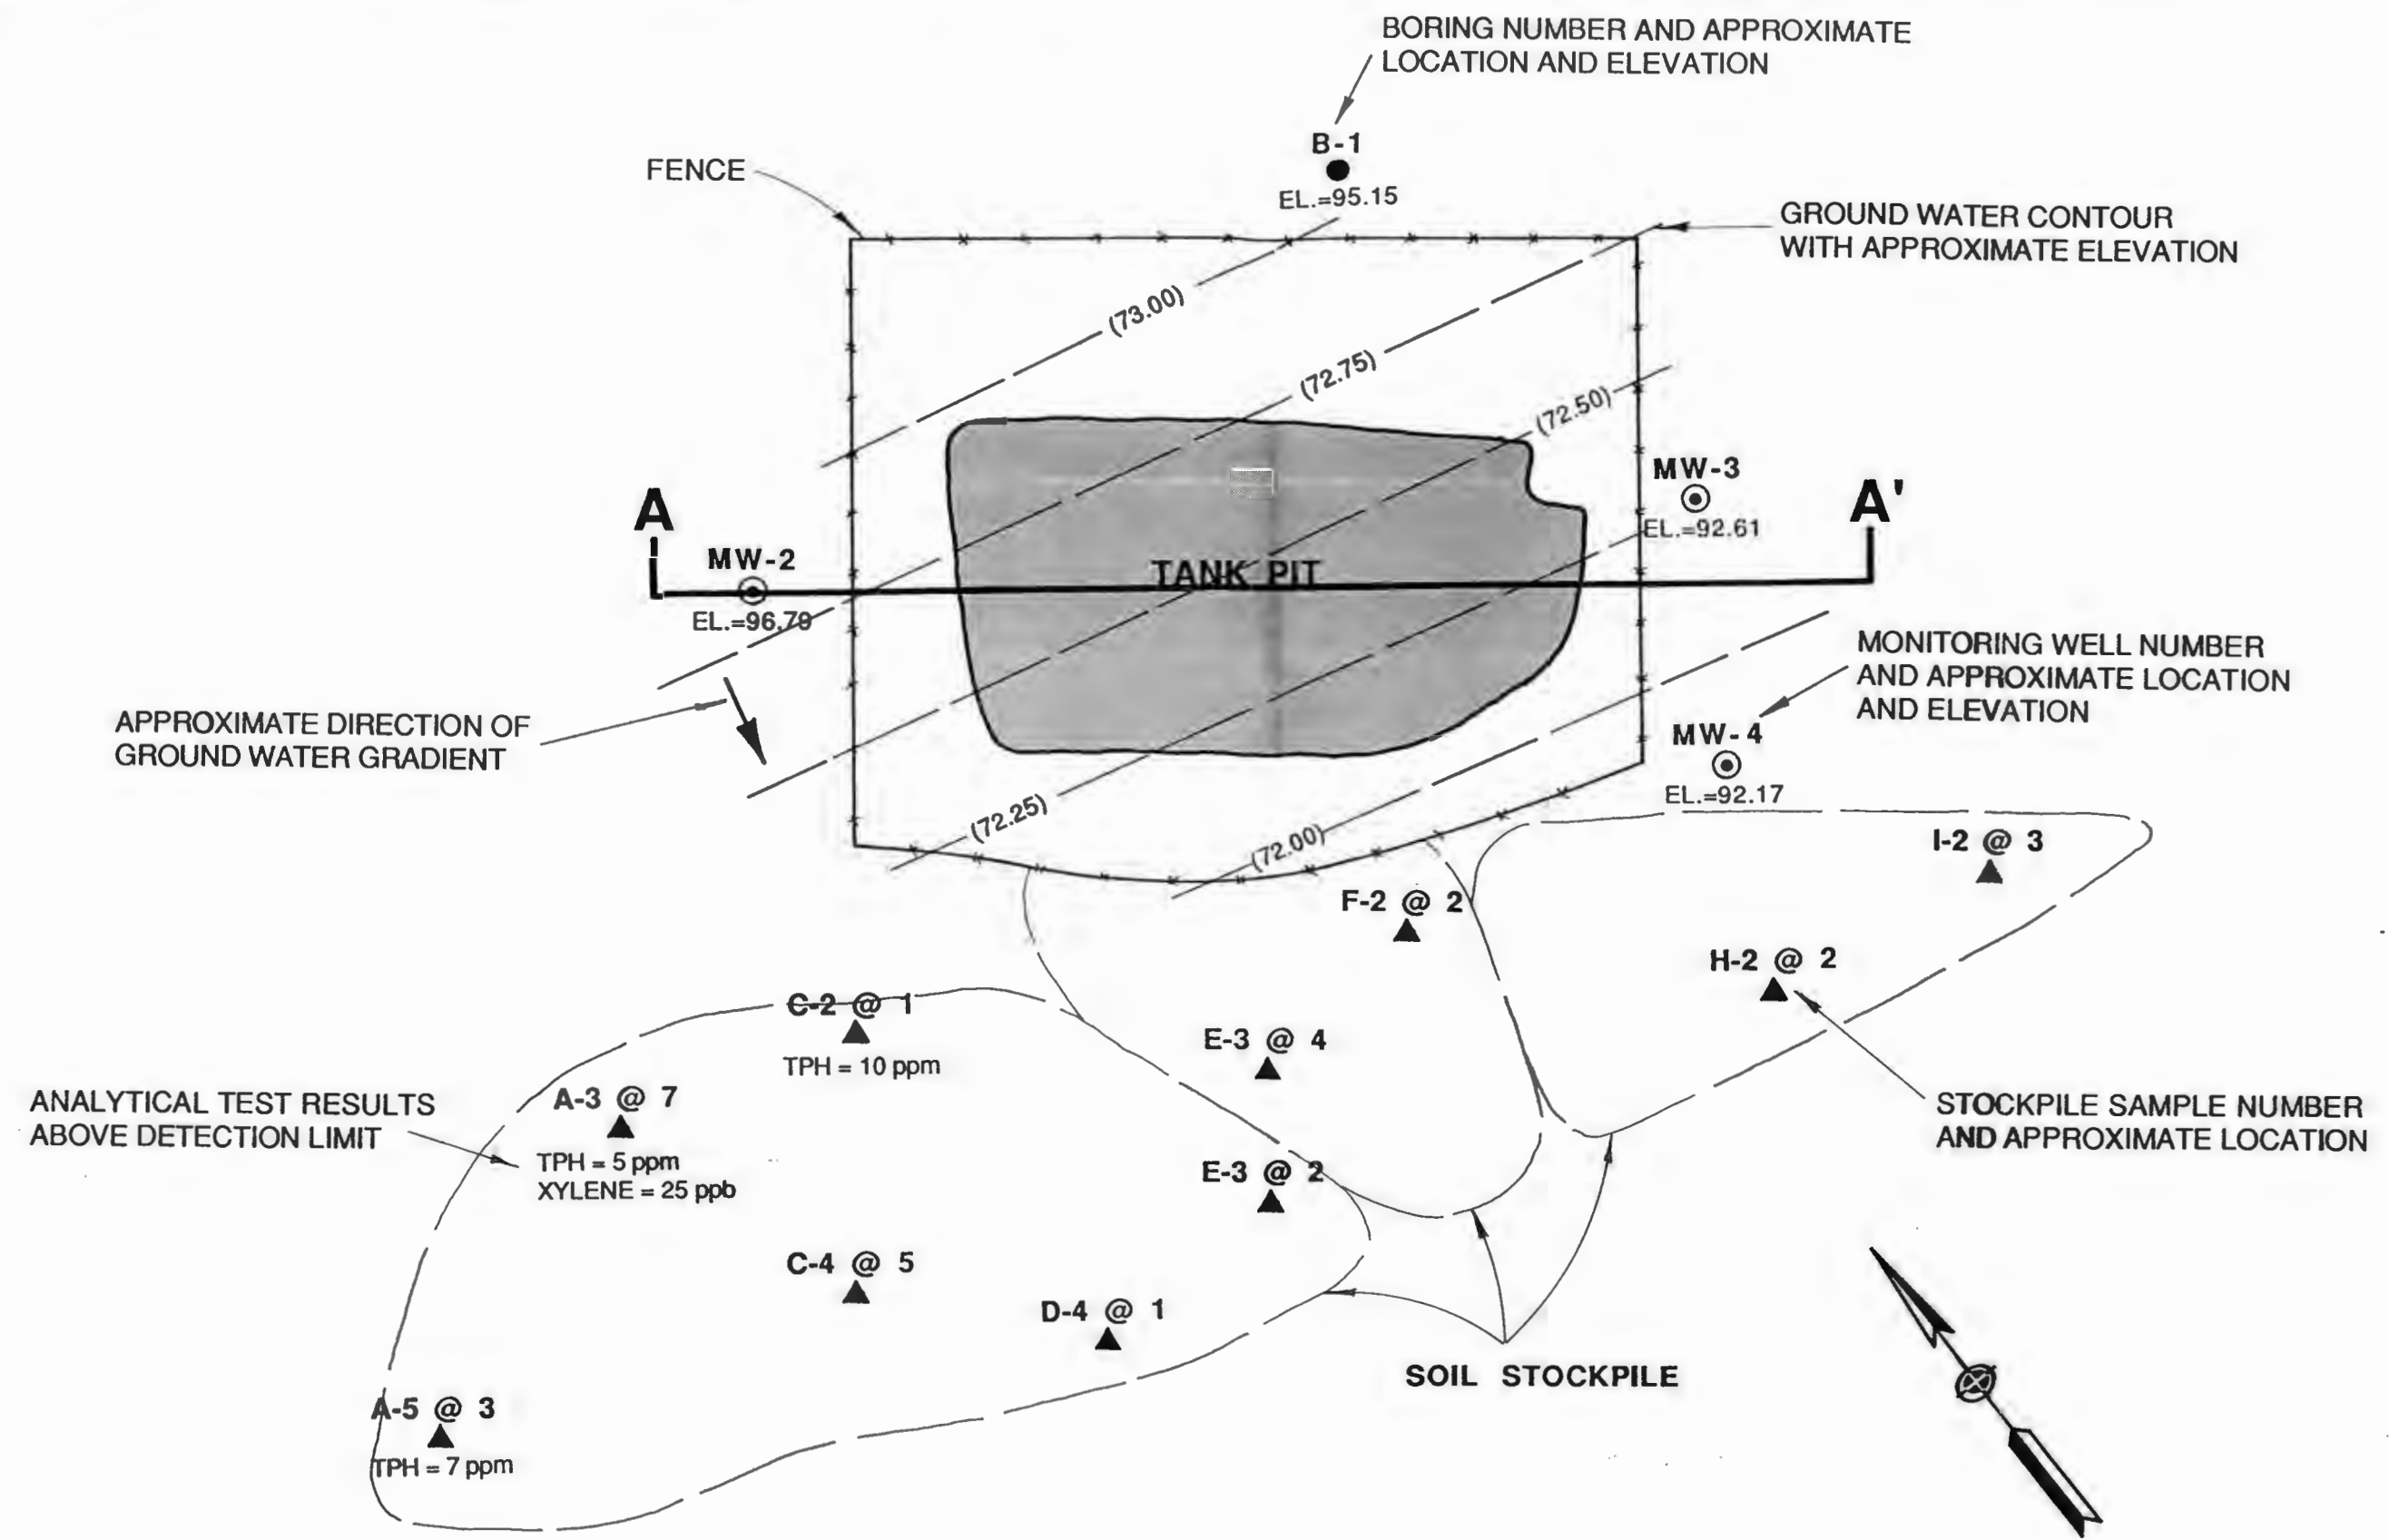 BORING NUMBER AND APPROXIMATE
LOCATION AND ELEVATION
B-1
EL.=95.15
FENCE
GROUND WATER CONTOUR
WITH APPROXIMATE ELEVATION
(73.00)
(72.75)
(72.50)
MW-3
EL.=92.61
A
A'
MW-2
EL.=96.79
TANK PIT
MONITORING WELL NUMBER
AND APPROXIMATE LOCATION
AND ELEVATION
APPROXIMATE DIRECTION OF
GROUND WATER GRADIENT
MW-4
EL.=92.17
(72.25)
(72.00)
I-2 @ 3
F-2 @ 2
H-2 @ 2
C-2 @ 1
TPH = 10 ppm
E-3 @ 4
ANALYTICAL TEST RESULTS
ABOVE DETECTION LIMIT
A-3 @ 7
TPH = 5 ppm
XYLENE = 25 ppb
STOCKPILE SAMPLE NUMBER
AND APPROXIMATE LOCATION
E-3 @ 2
C-4 @ 5
D-4 @ 1
SOIL STOCKPILE
A-5 @ 3
TPH = 7 ppm